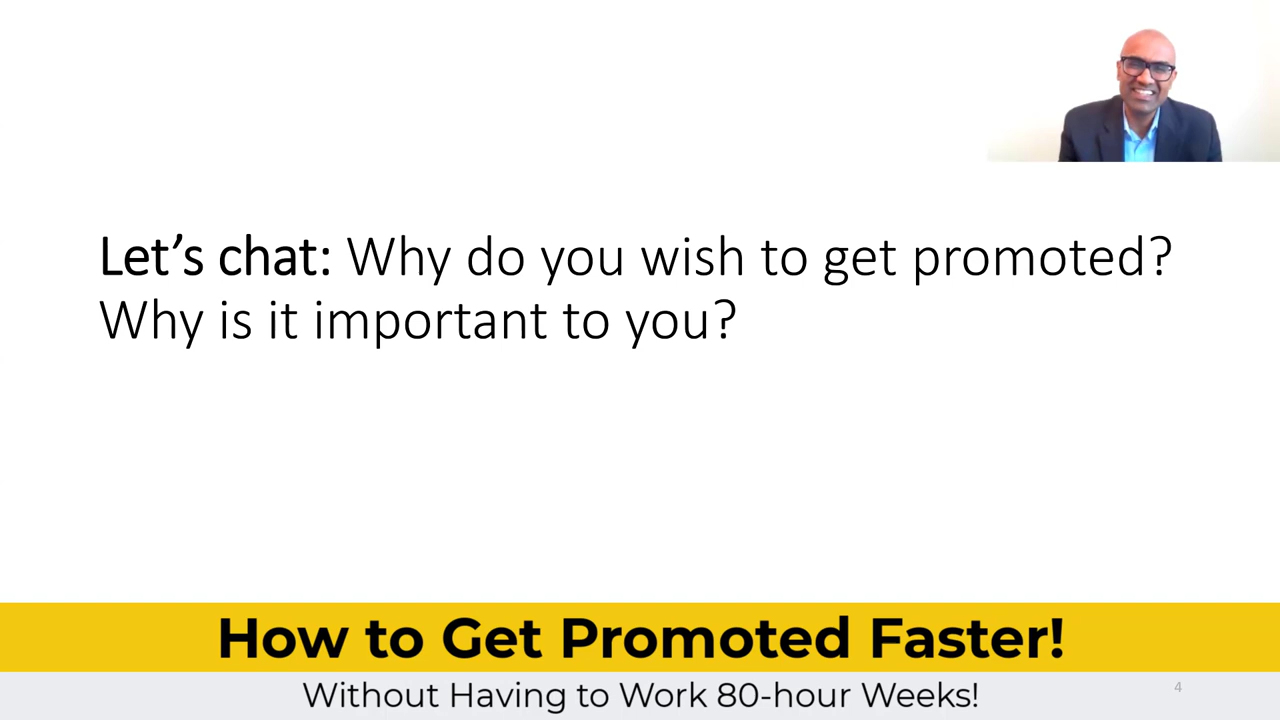 Let’s chat: Why do you wish to get promoted?
Why is it important to you?
How to Get Promoted Faster!
Without Having to Work 80-hour Weeks!
4